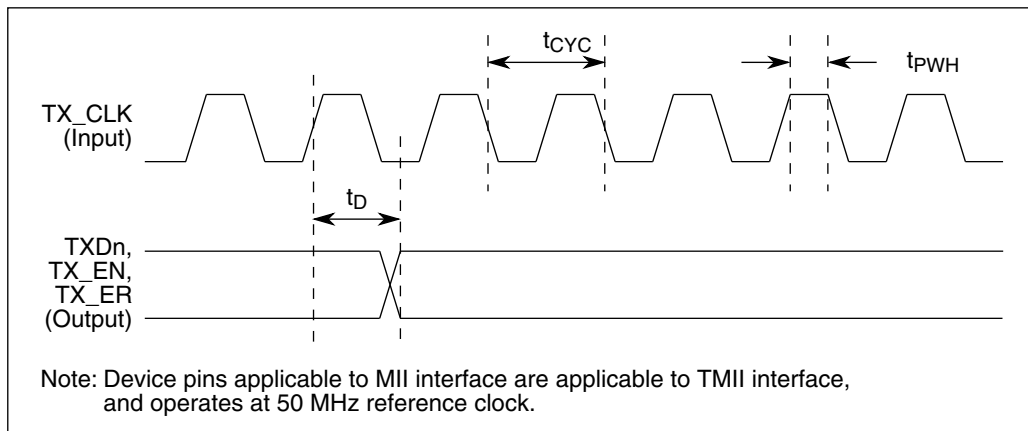 tCYC
tPWH
TX_CLK
(Input)
tD
TXDn,
TX_EN,
TX_ER
(Output)
Note: Device pins applicable to MII interface are applicable to TMII interface,
and operates at 50 MHz reference clock.